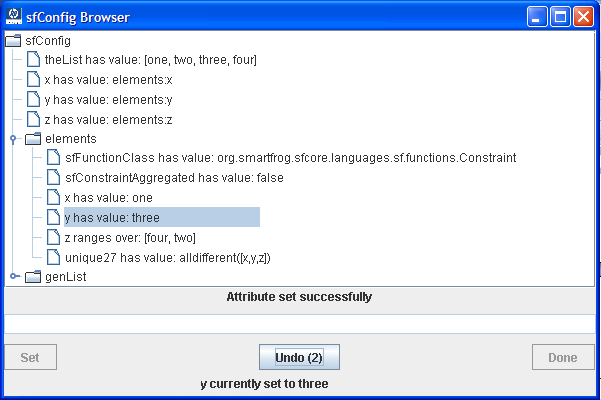 sfConfig Browser
sfConfig
theList has value: [one, two, three, four]
x has value: elements:x
y has value: elements:y
z has value: elements:z
elements
sfFunctionClass has value: org.smartfrog.sfcore.languages.sf.functions.Constraint
sfConstraintAggregated has value: false
x has value: one
y has value: three
z ranges over: [four, two]
unique27 has value: alldifferent([x,y,z])
genList
Attribute set successfully
Set Undo (2) Done
y currently set to three